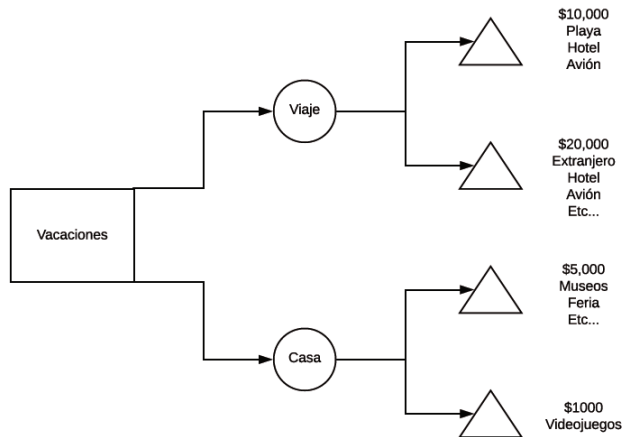 Vacaciones
Viaje
$10,000
Playa
Hotel
Avión
$20,000
Extranjero
Hotel
Avión
Etc...
Casa
$5,000
Museos
Feria
Etc...
$1000
Videojuegos